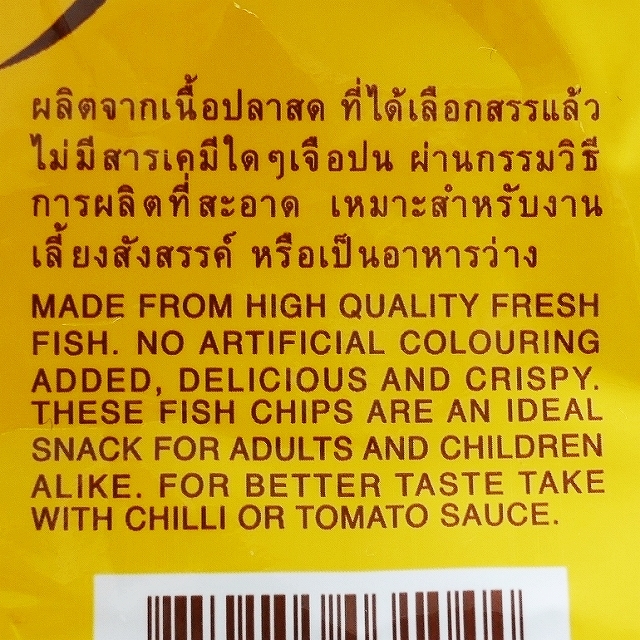 ผลิตจากเนื้อปลาสด ที่ได้เลือกสรรแล้ว
ไม่มีสารเคมีใดๆเจือปน ผ่านกรรมวิธี
การผลิตที่สะอาด เหมาะสำหรับงาน
เลี้ยงสังสรรค์ หรือเป็นอาหารว่าง
MADE FROM HIGH QUALITY FRESH
FISH. NO ARTIFICIAL COLOURING
ADDED, DELICIOUS AND CRISPY.
THESE FISH CHIPS ARE AN IDEAL
SNACK FOR ADULTS AND CHILDREN
ALIKE. FOR BETTER TASTE TAKE
WITH CHILLI OR TOMATO SAUCE.